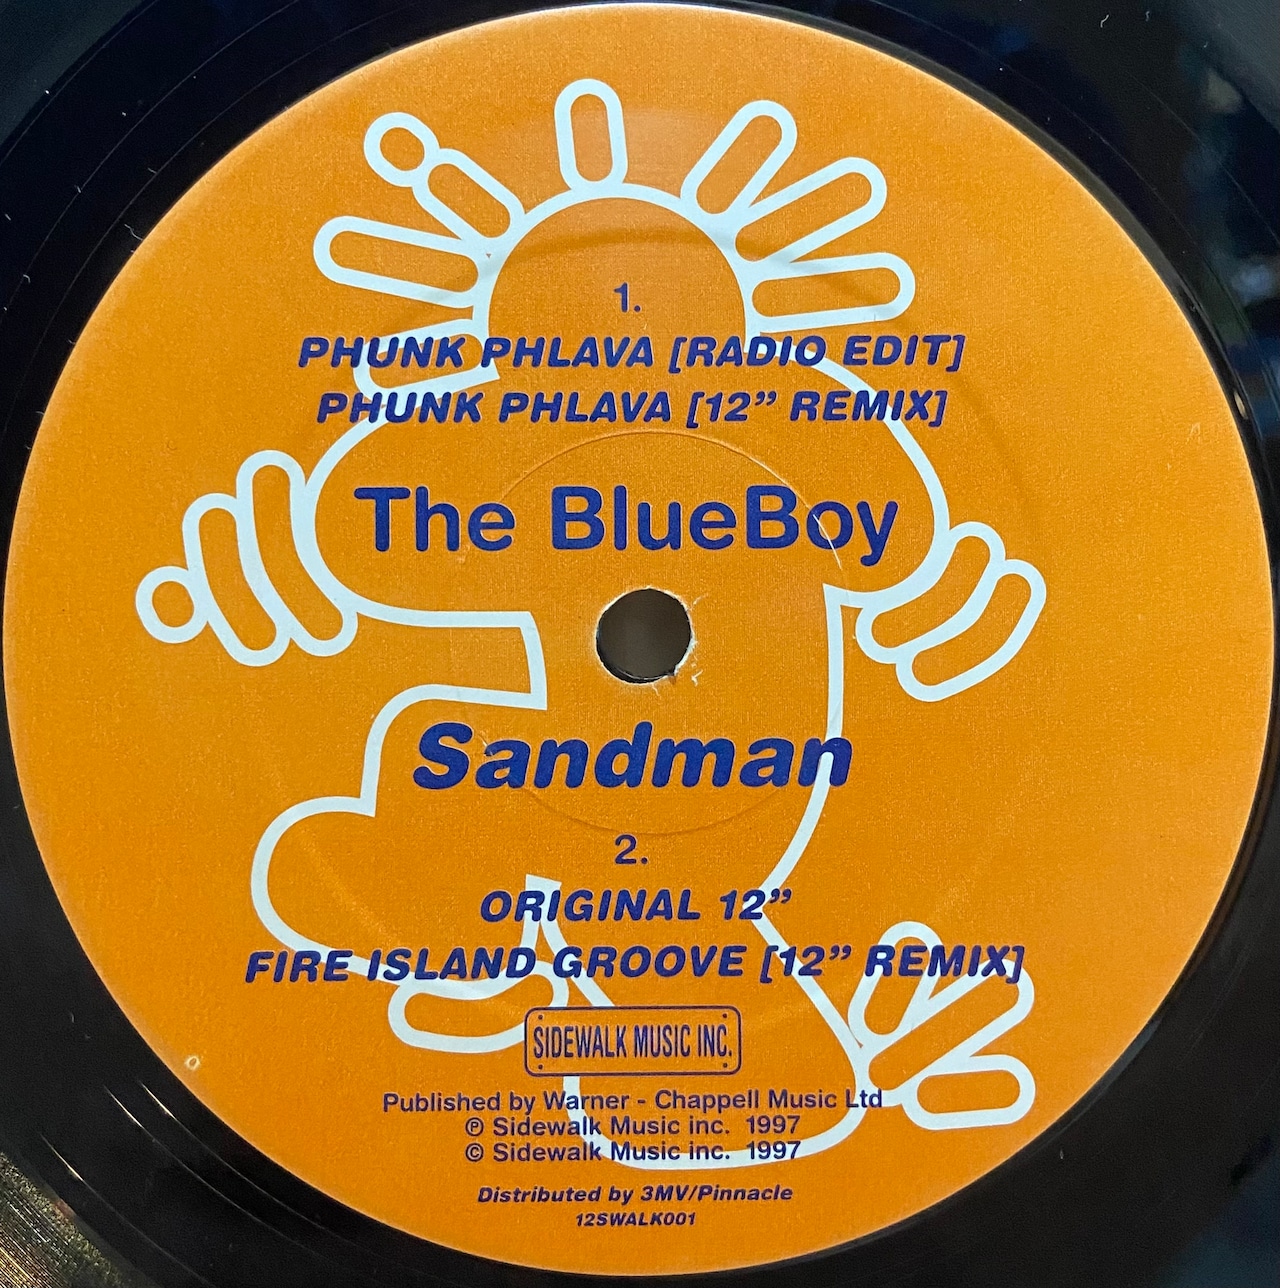 1.
PHUNK PHLAVA [RADIO EDIT]
PHUNK PHLAVA [12” REMIX]
The BlueBoy
Sandman
2.
ORIGINAL 12”
FIRE ISLAND GROOVE [12” REMIX]
SIDEWALK MUSIC INC.
Published by Warner - Chappell Music Ltd
℗ Sidewalk Music inc. 1997
© Sidewalk Music inc. 1997
Distributed by 3MV/Pinnacle
12SWALK001